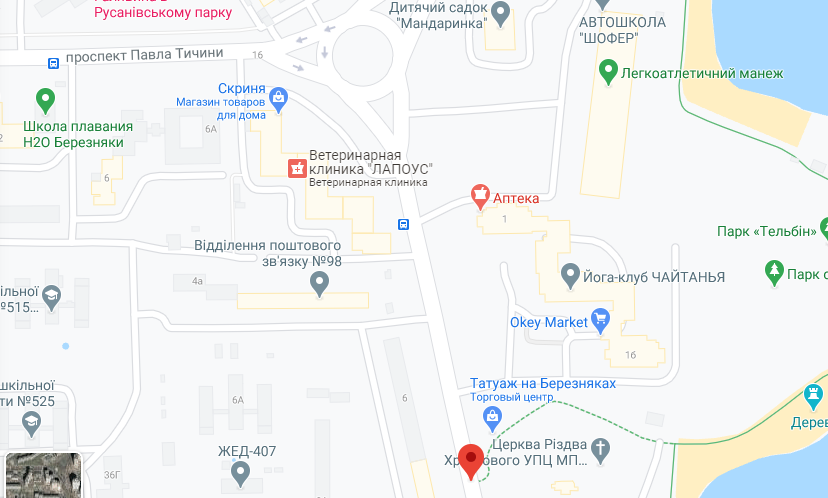 Русанівському парку
Дитячий садок
"Мандаринка"
АВТОШКОЛА
"ШОФЕР"
проспект Павла Тичини
16
Легкоатлетичний манеж
Скриня
Магазин товаров
для дома
Школа плавания
H2O Березняки
6А
6
Ветеринарная
клиника "ЛАПОУС"
Ветеринарная клиника
Аптека
1
Парк «Тельбін»
Відділення поштового
зв'язку №98
4а
Йога-клуб ЧАЙТАНЬЯ
Парк
№515...
Okey Market
1б
Татуаж на Березняках
Торговый центр
6А
6
№525
ЖЕД-407
36Г
Церква Різдва
УПЦ МП...